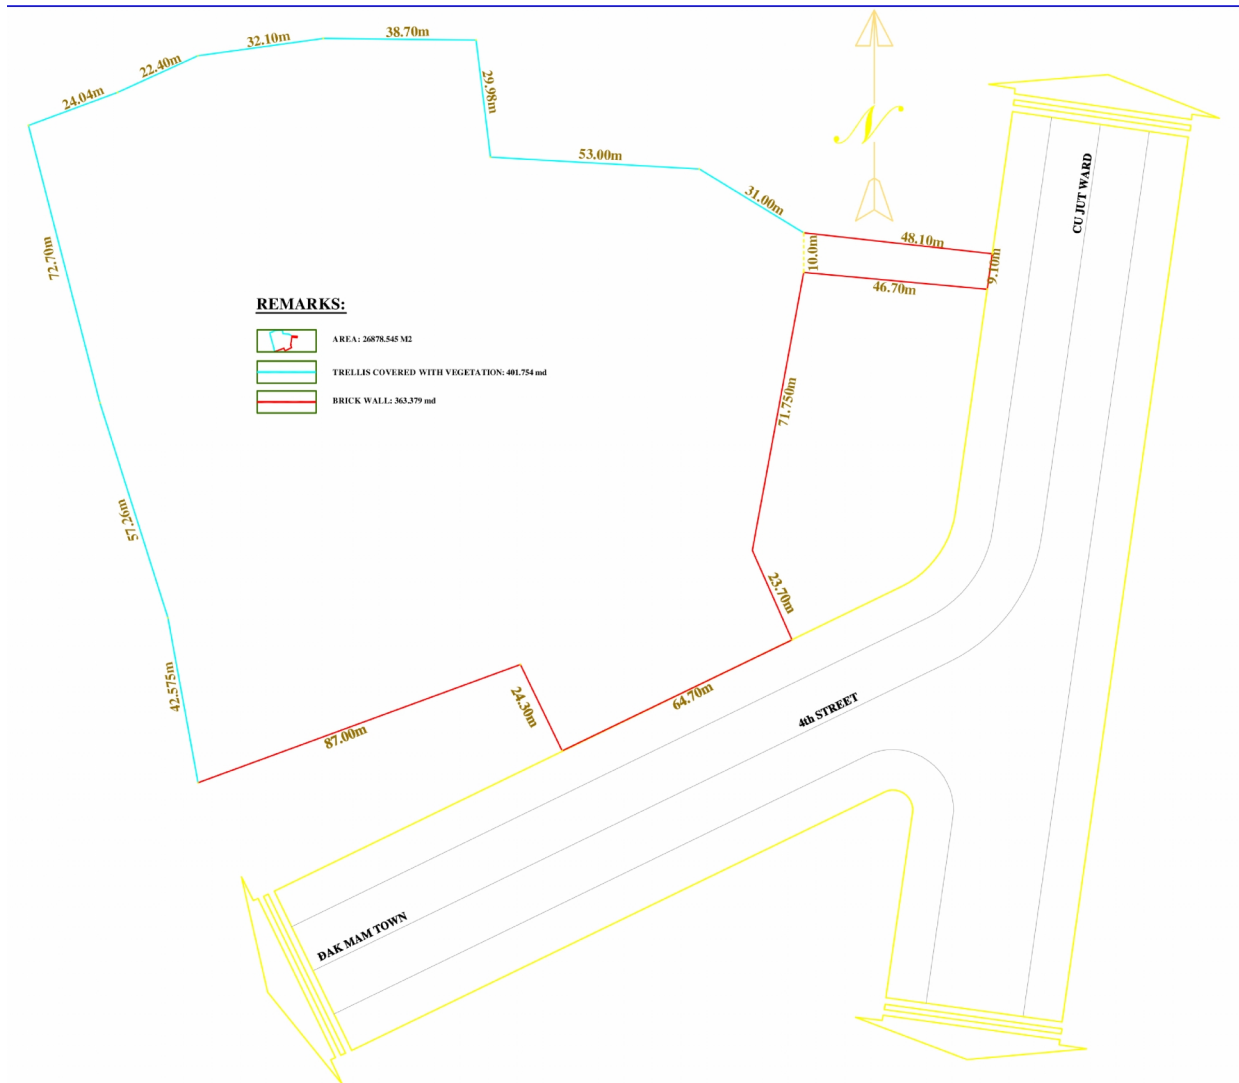 38.70m
32.10m
22.40m
24.04m
29.98m
N
53.00m
CU JUT WARD
31.00m
48.10m
10.0m
72.70m
9.10m
46.70m
REMARKS:
AREA: 26878.545 M2
TRELLIS COVERED WITH VEGETATION: 401.754 md
BRICK WALL: 363.379 md
71.750m
57.26m
23.70m
42.575m
24.30m
64.70m
4th STREET
87.00m
ĐAK MAM TOWN